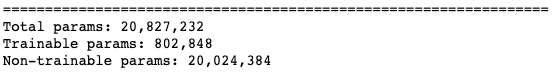 =================================================================
Total params: 20,827,232
Trainable params: 802,848
Non-trainable params: 20,024,384